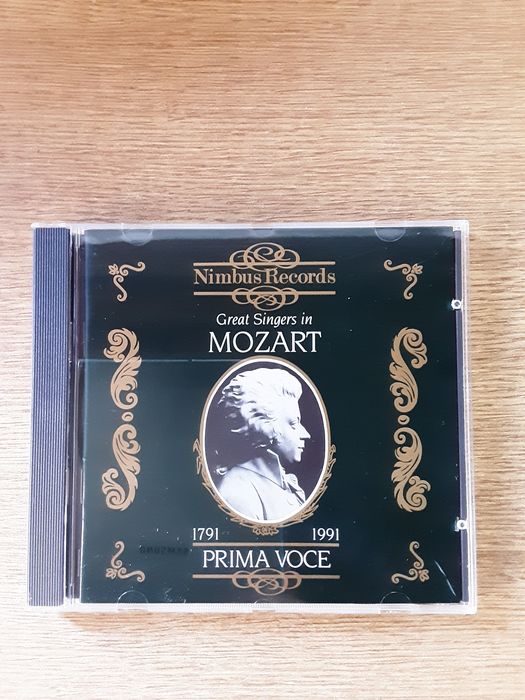 Nimbus Records
Great Singers in
MOZART
1791 1991
PRIMA VOCE